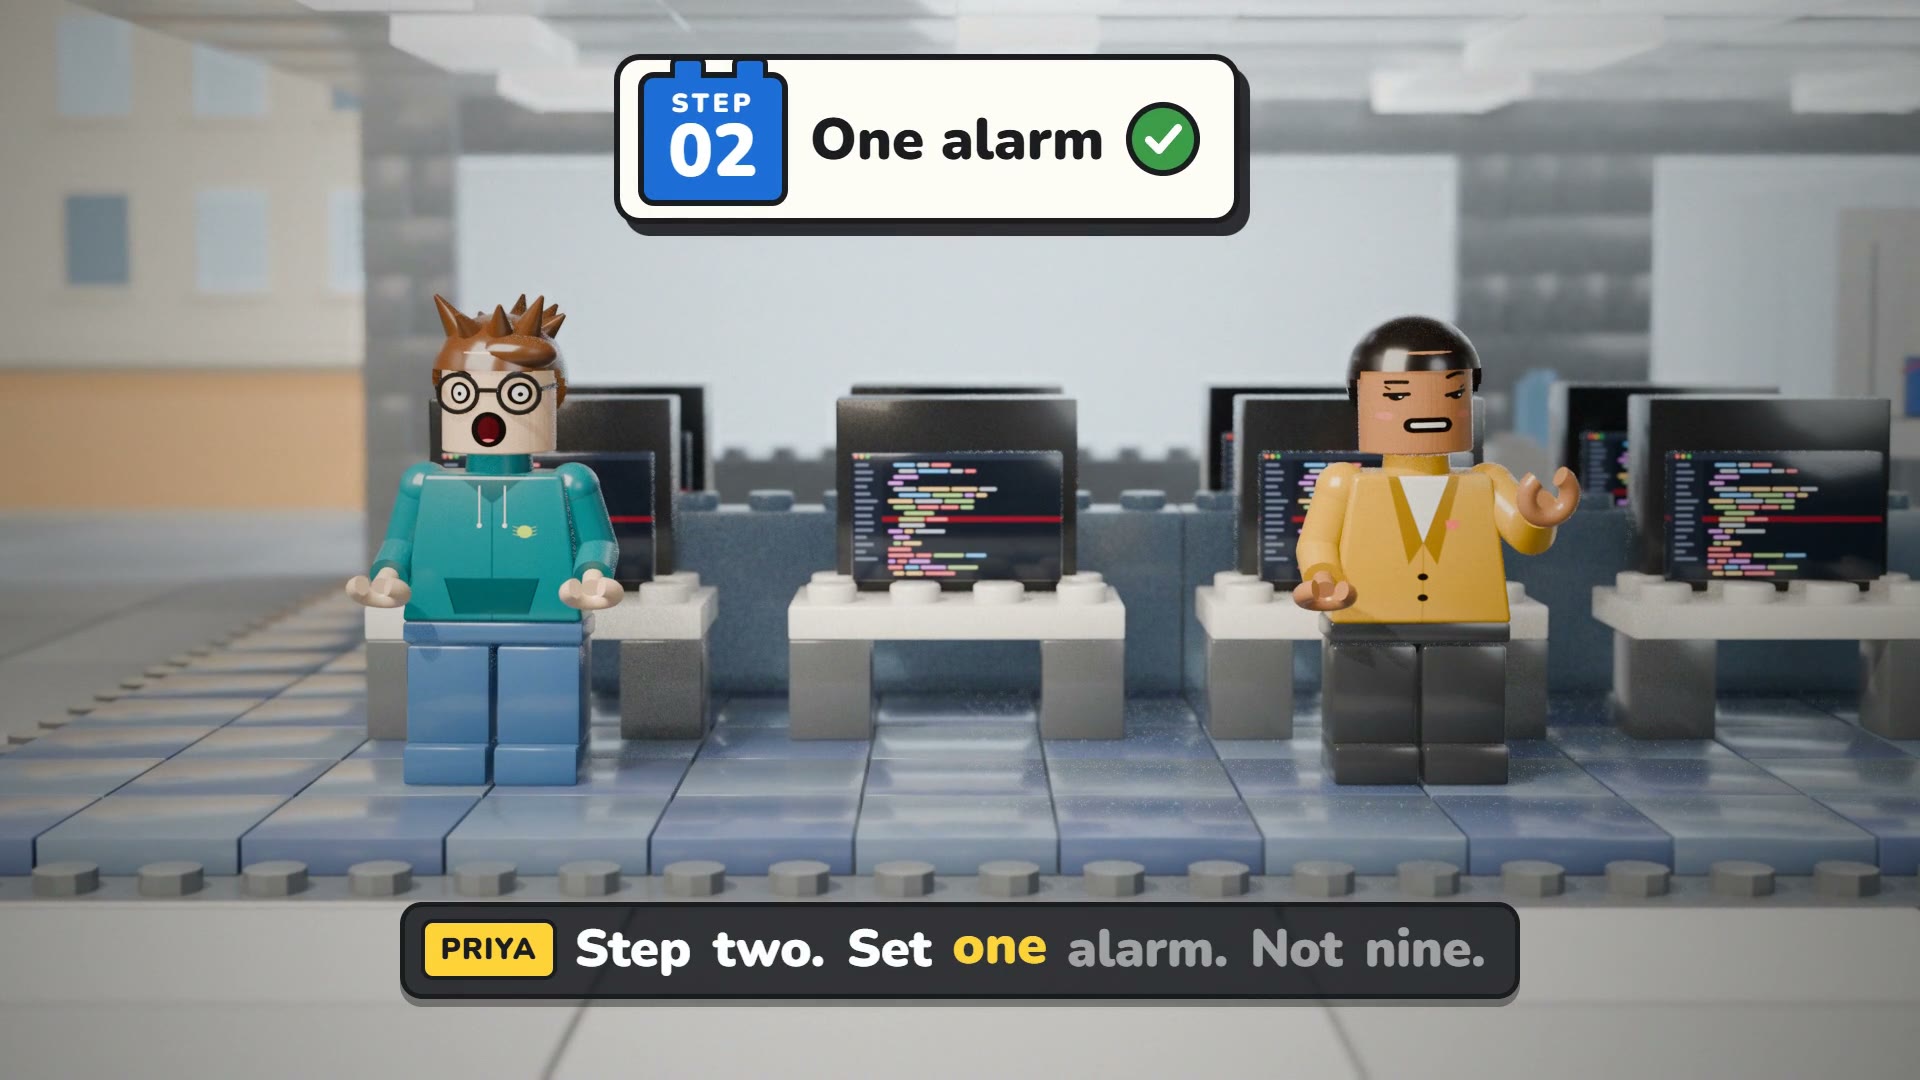 STEP
02
One alarm
PRIYA
Step two. Set one alarm. Not nine.